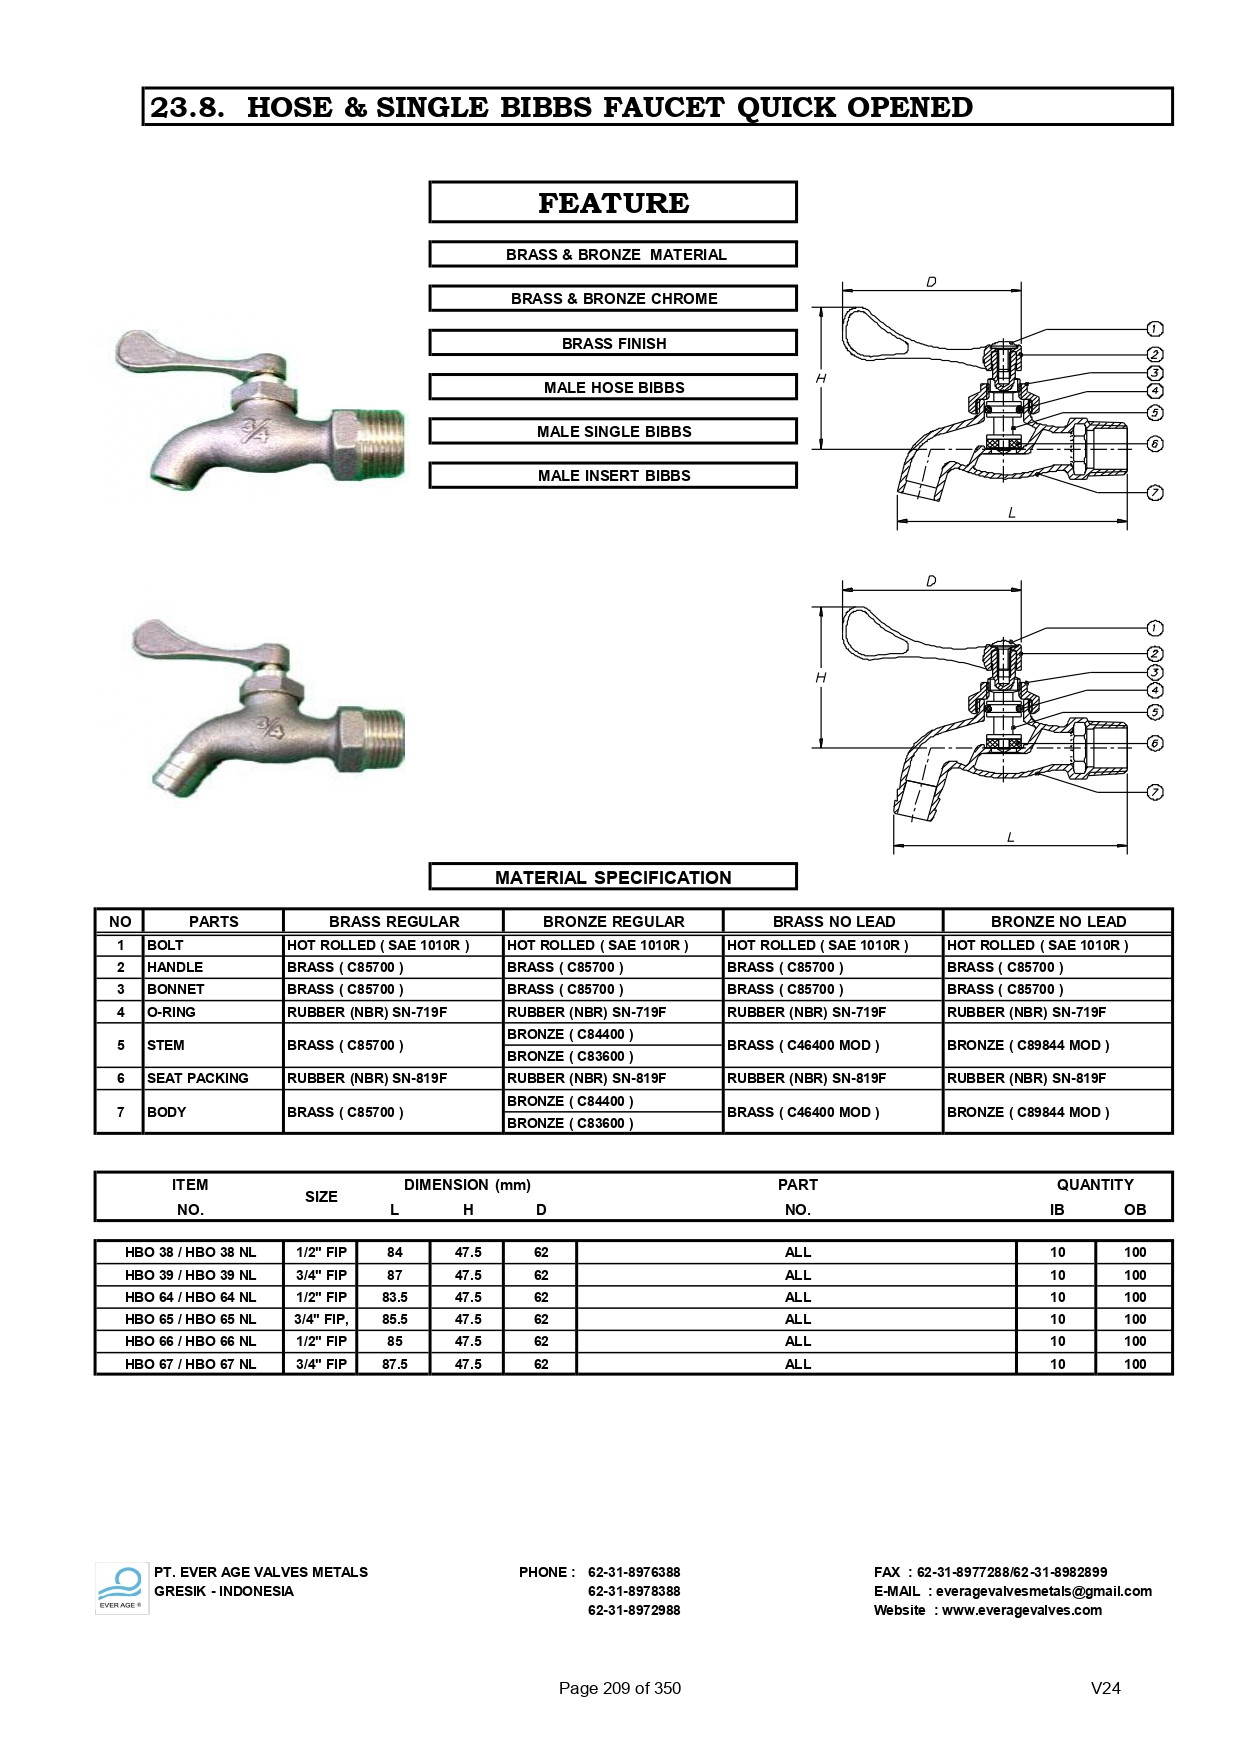 23.8. HOSE & SINGLE BIBBS FAUCET QUICK OPENED
FEATURE
BRASS & BRONZE MATERIAL
BRASS & BRONZE CHROME
BRASS FINISH
MALE HOSE BIBBS
MALE SINGLE BIBBS
MALE INSERT BIBBS
3/4
D
H
L
1
2
3
4
5
6
7
3/4
D
H
L
1
2
3
4
5
6
7
MATERIAL SPECIFICATION
NO PARTS BRASS REGULAR BRONZE REGULAR BRASS NO LEAD BRONZE NO LEAD
1 BOLT HOT ROLLED ( SAE 1010R ) HOT ROLLED ( SAE 1010R ) HOT ROLLED ( SAE 1010R ) HOT ROLLED ( SAE 1010R )
2 HANDLE BRASS ( C85700 ) BRASS ( C85700 ) BRASS ( C85700 ) BRASS ( C85700 )
3 BONNET BRASS ( C85700 ) BRASS ( C85700 ) BRASS ( C85700 ) BRASS ( C85700 )
4 O-RING RUBBER (NBR) SN-719F RUBBER (NBR) SN-719F RUBBER (NBR) SN-719F RUBBER (NBR) SN-719F
5 STEM BRASS ( C85700 ) BRONZE ( C84400 ) BRASS ( C46400 MOD ) BRONZE ( C89844 MOD )
BRONZE ( C83600 )
6 SEAT PACKING RUBBER (NBR) SN-819F RUBBER (NBR) SN-819F RUBBER (NBR) SN-819F RUBBER (NBR) SN-819F
7 BODY BRASS ( C85700 ) BRONZE ( C84400 ) BRASS ( C46400 MOD ) BRONZE ( C89844 MOD )
BRONZE ( C83600 )
ITEM SIZE DIMENSION (mm) PART QUANTITY
NO. L H D NO. IB OB
HBO 38 / HBO 38 NL 1/2" FIP 84 47.5 62 ALL 10 100
HBO 39 / HBO 39 NL 3/4" FIP 87 47.5 62 ALL 10 100
HBO 64 / HBO 64 NL 1/2" FIP 83.5 47.5 62 ALL 10 100
HBO 65 / HBO 65 NL 3/4" FIP, 85.5 47.5 62 ALL 10 100
HBO 66 / HBO 66 NL 1/2" FIP 85 47.5 62 ALL 10 100
HBO 67 / HBO 67 NL 3/4" FIP 87.5 47.5 62 ALL 10 100
EVER AGE ®
PT. EVER AGE VALVES METALS PHONE : 62-31-8976388 FAX : 62-31-8977288/62-31-8982899
GRESIK - INDONESIA 62-31-8978388 E-MAIL : everagevalvesmetals@gmail.com
62-31-8972988 Website : www.everagevalves.com
Page 209 of 350 V24